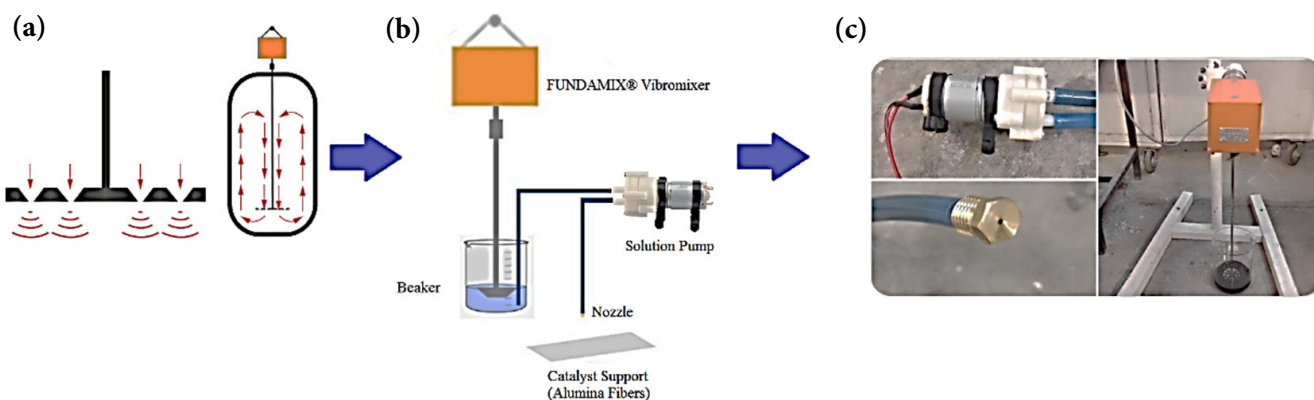 (a)
(b)
(c)
FUNDAMIX® Vibromixer
Solution Pump
Beaker
Nozzle
Catalyst Support
(Alumina Fibers)